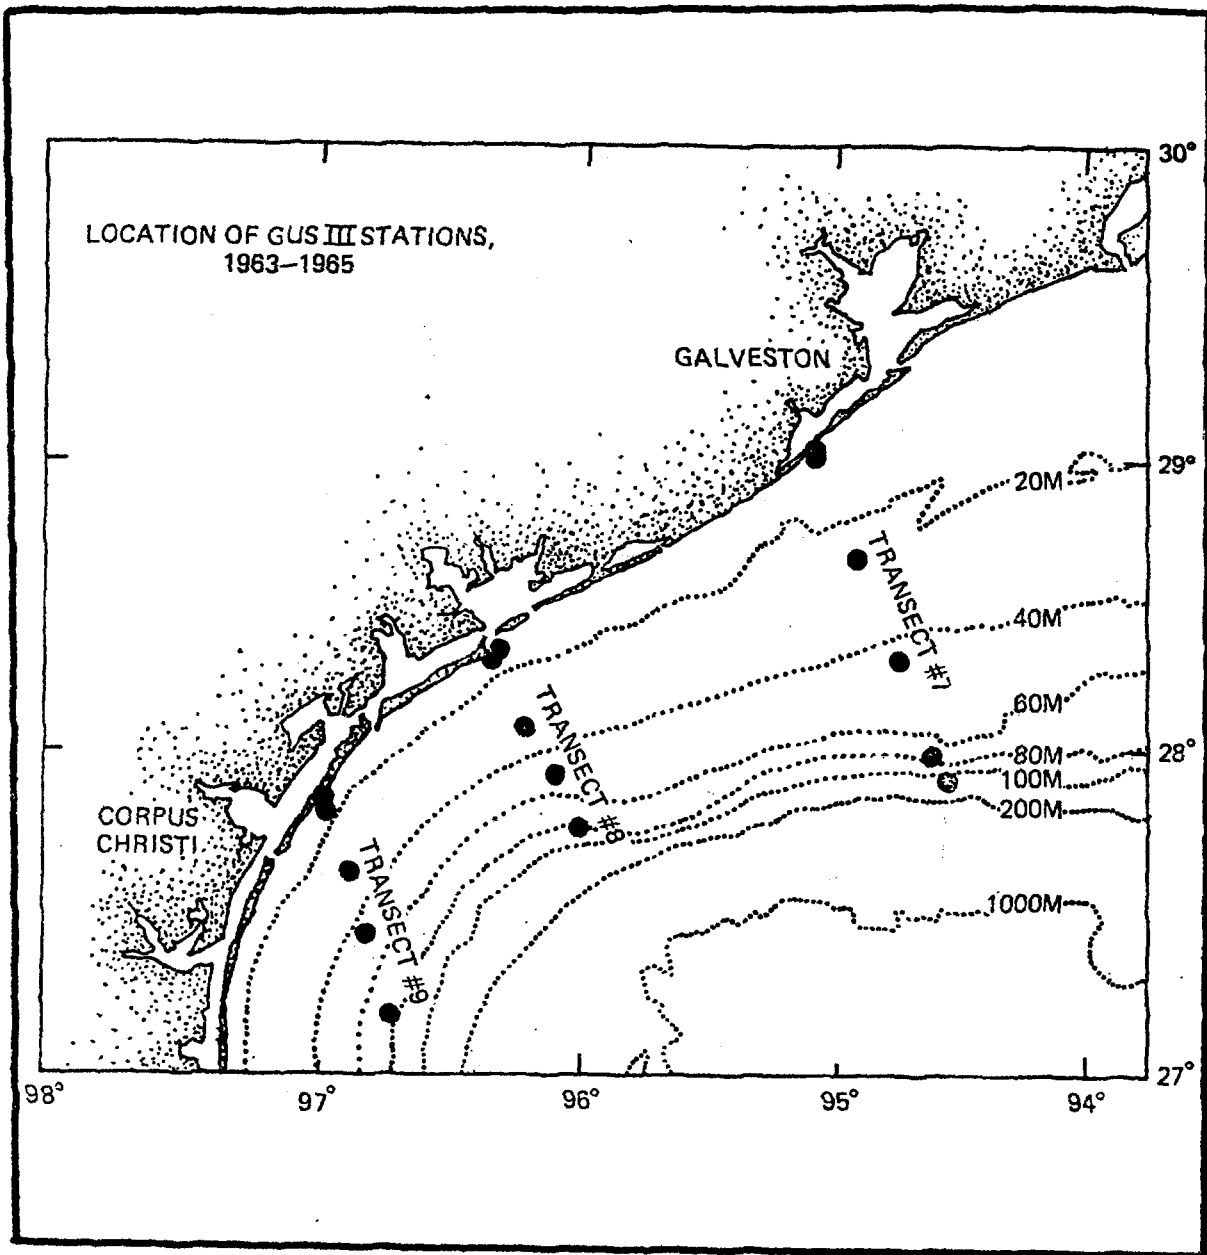 30°
LOCATION OF GUS III STATIONS,
1963–1965
GALVESTON
29°
20M
TRANSECT #7
40M
TRANSECT #8
60M
28°
80M
100M
200M
CORPUS
CHRISTI
TRANSECT #9
1000M
27°
98°
97°
96°
95°
94°